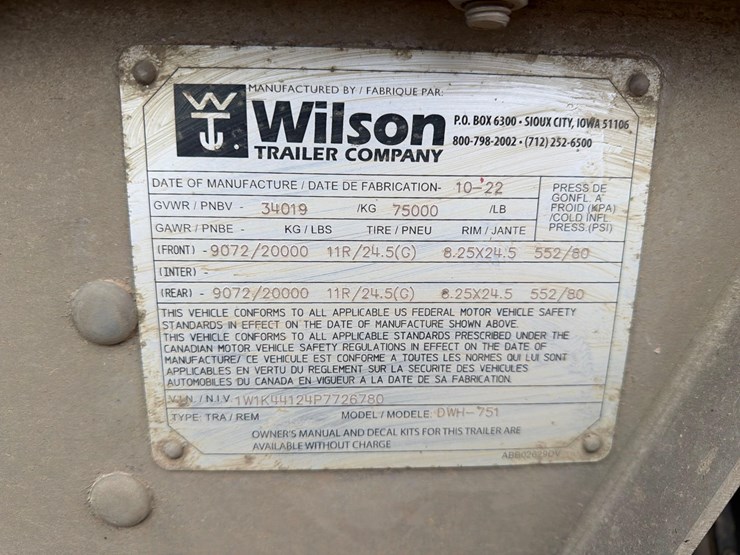 MANUFACTURED BY / FABRIQUE PAR:
Wilson
TRAILER COMPANY
P.O. BOX 6300 • SIOUX CITY, IOWA 51106
800-798-2002 • (712) 252-6500
DATE OF MANUFACTURE / DATE DE FABRICATION- 10-'22
GVWR / PNBV - 34019 /KG 75000 /LB
GAWR / PNBE - KG / LBS TIRE / PNEU RIM / JANTE
PRESS DE
GONFL. A
FROID (KPA)
/COLD INFL
PRESS.(PSI)
(FRONT) - 9072/20000 11R/24.5(G) 8.25X24.5 552/80
(INTER) -
(REAR) - 9072/20000 11R/24.5(G) 8.25X24.5 552/80
THIS VEHICLE CONFORMS TO ALL APPLICABLE US FEDERAL MOTOR VEHICLE SAFETY
STANDARDS IN EFFECT ON THE DATE OF MANUFACTURE SHOWN ABOVE.
THIS VEHICLE CONFORMS TO ALL APPLICABLE STANDARDS PRESCRIBED UNDER THE
CANADIAN MOTOR VEHICLE SAFETY REGULATIONS IN EFFECT ON THE DATE OF
MANUFACTURE/ CE VEHICULE EST CONFORME A TOUTES LES NORMES QUI LUI SONT
APPLICABLES EN VERTU DU REGLEMENT SUR LA SECURITE DES VEHICULES
AUTOMOBILES DU CANADA EN VIGUEUR A LA DATE DE SA FABRICATION.
V.I.N. / N.I.V. 1W1K44124P7726780
TYPE: TRA / REM MODEL / MODELE: DWH-751
OWNER'S MANUAL AND DECAL KITS FOR THIS TRAILER ARE
AVAILABLE WITHOUT CHARGE